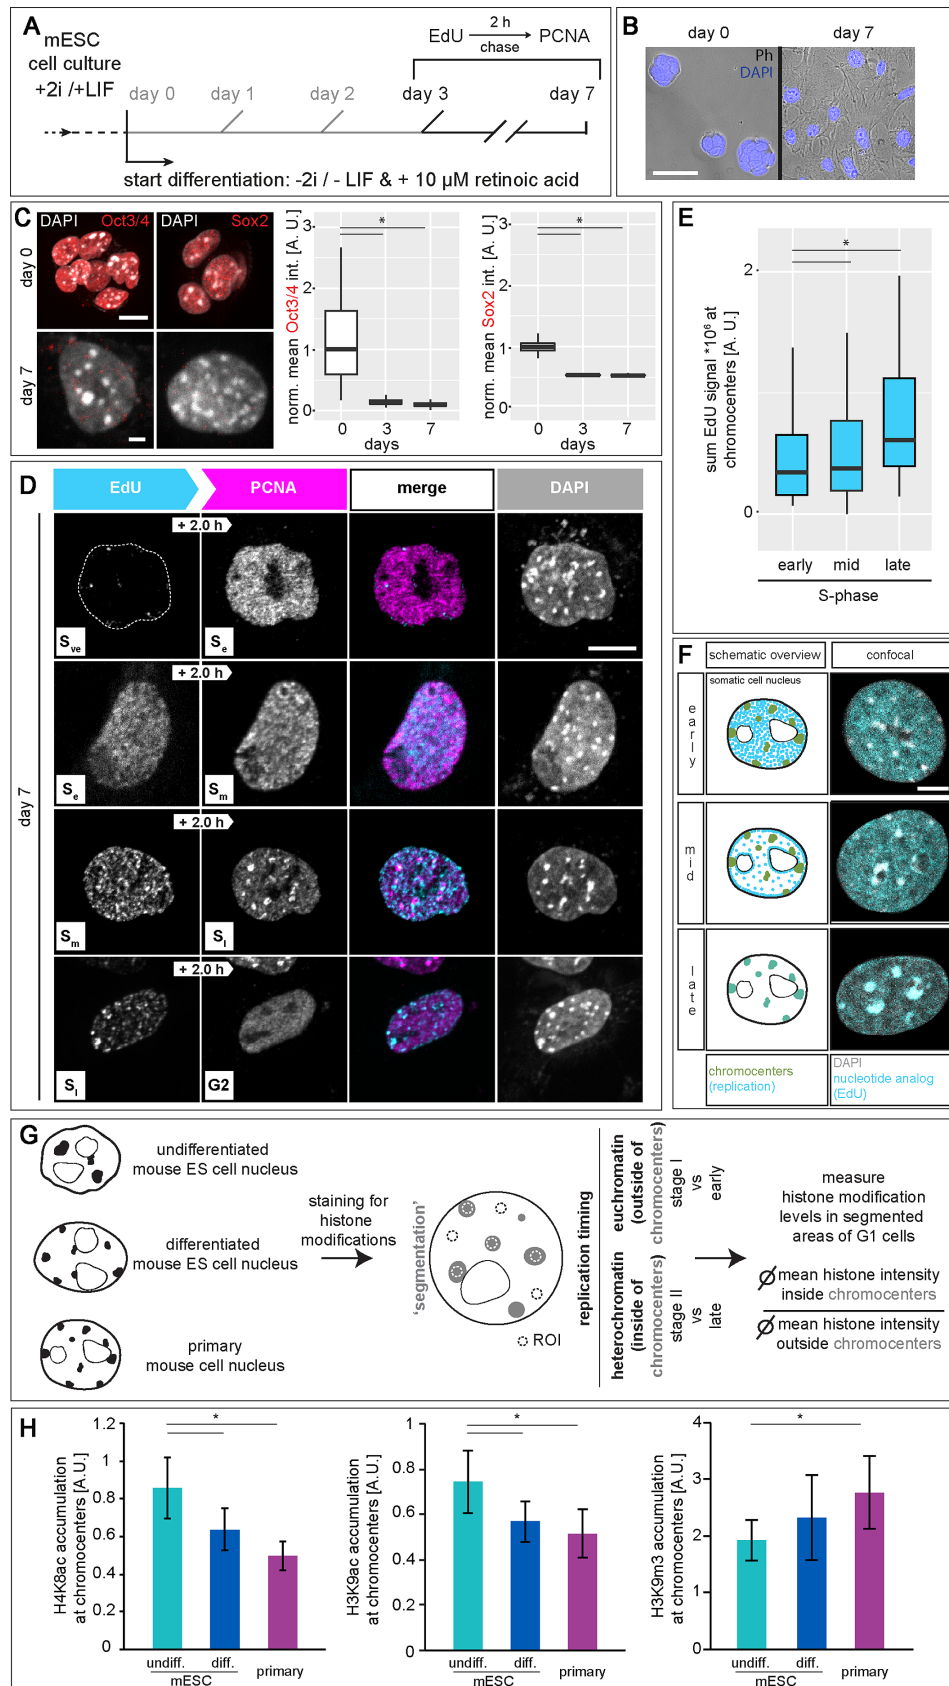 A
mESC
cell culture
+2i /+LIF
EdU
2 h
chase
PCNA
day 0
day 1
day 2
day 3
day 7
start differentiation: -2i / - LIF & + 10 µM retinoic acid
B
day 0
day 7
Ph
DAPI
C
DAPI Oct3/4
DAPI Sox2
day 0
day 7
norm. mean Oct3/4 int. [A. U.]
3
2
1
0
*
0 3 7
days
norm. mean Sox2 int. [A. U.]
3
2
1
0
*
0 3 7
days
D
EdU
PCNA
merge
DAPI
day 7
+ 2.0 h
Sve
Se
+ 2.0 h
Se
Sm
+ 2.0 h
Sm
Sl
+ 2.0 h
Sl
G2
E
sum EdU signal *10⁶ at
chromocenters [A. U.]
2
1
0
*
early mid late
S-phase
F
schematic overview
confocal
somatic cell nucleus
early
mid
late
chromocenters
(replication)
DAPI
nucleotide analog
(EdU)
G
undifferentiated
mouse ES cell nucleus
differentiated
mouse ES cell nucleus
primary
mouse cell nucleus
staining for
histone
modifications
'segmentation'
ROI
replication timing
heterochromatin
(inside of
chromocenters)
stage II
vs
late
euchromatin
(outside of
chromocenters)
stage I
vs
early
measure
histone modification
levels in segmented
areas of G1 cells
Ø mean histone intensity
inside chromocenters
Ø mean histone intensity
outside chromocenters
H
H4K8ac accumulation
at chromocenters [A.U.]
1.2
1
0.8
0.6
0.4
0.2
0
*
undiff. diff. primary
mESC
H3K9ac accumulation
at chromocenters [A.U.]
1
0.8
0.6
0.4
0.2
0
*
undiff. diff. primary
mESC
H3K9m3 accumulation
at chromocenters [A.U.]
4
3
2
1
0
*
undiff. diff. primary
mESC